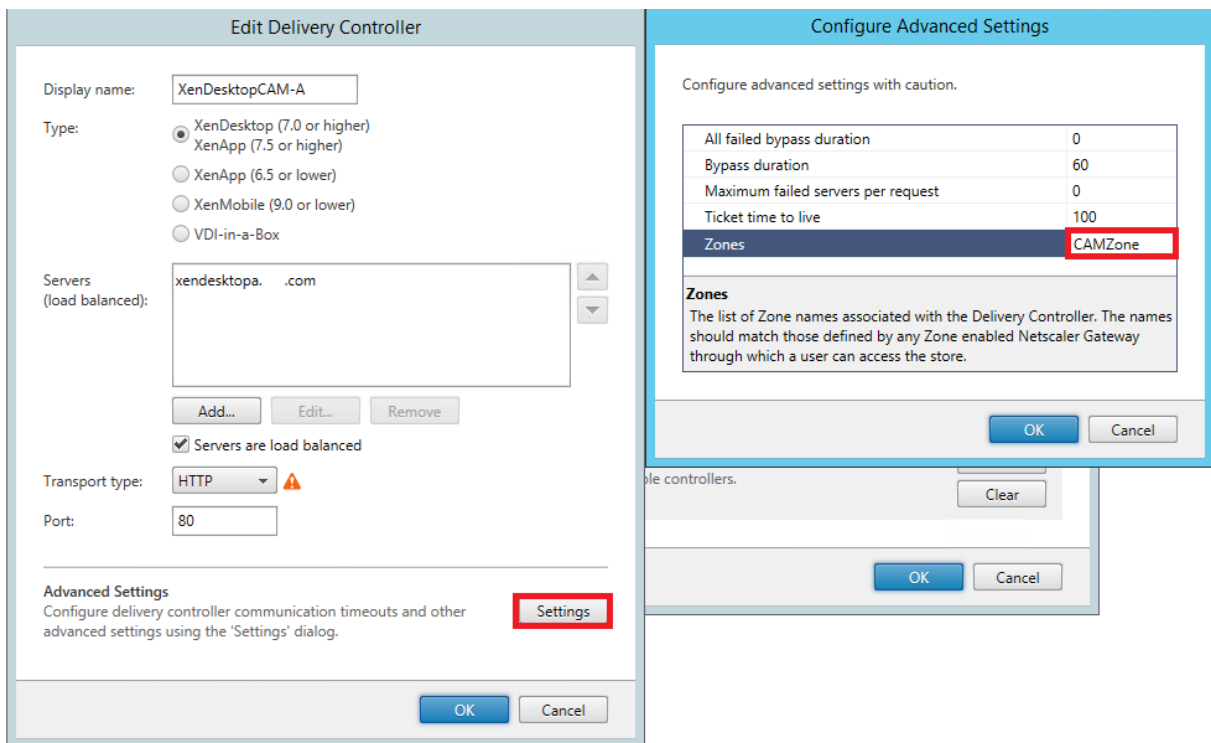 Edit Delivery Controller
Display name:
XenDesktopCAM-A
Type:
XenDesktop (7.0 or higher)
XenApp (7.5 or higher)
XenApp (6.5 or lower)
XenMobile (9.0 or lower)
VDI-in-a-Box
Servers
(load balanced):
xendesktopa. .com
Add...
Edit...
Remove
Servers are load balanced
Transport type:
HTTP
Port:
80
Advanced Settings
Configure delivery controller communication timeouts and other
advanced settings using the 'Settings' dialog.
Settings
OK
Cancel
Configure Advanced Settings
Configure advanced settings with caution.
All failed bypass duration 0
Bypass duration 60
Maximum failed servers per request 0
Ticket time to live 100
Zones CAMZone
Zones
The list of Zone names associated with the Delivery Controller. The names
should match those defined by any Zone enabled Netscaler Gateway
through which a user can access the store.
OK
Cancel
controllers.
Clear
OK
Cancel